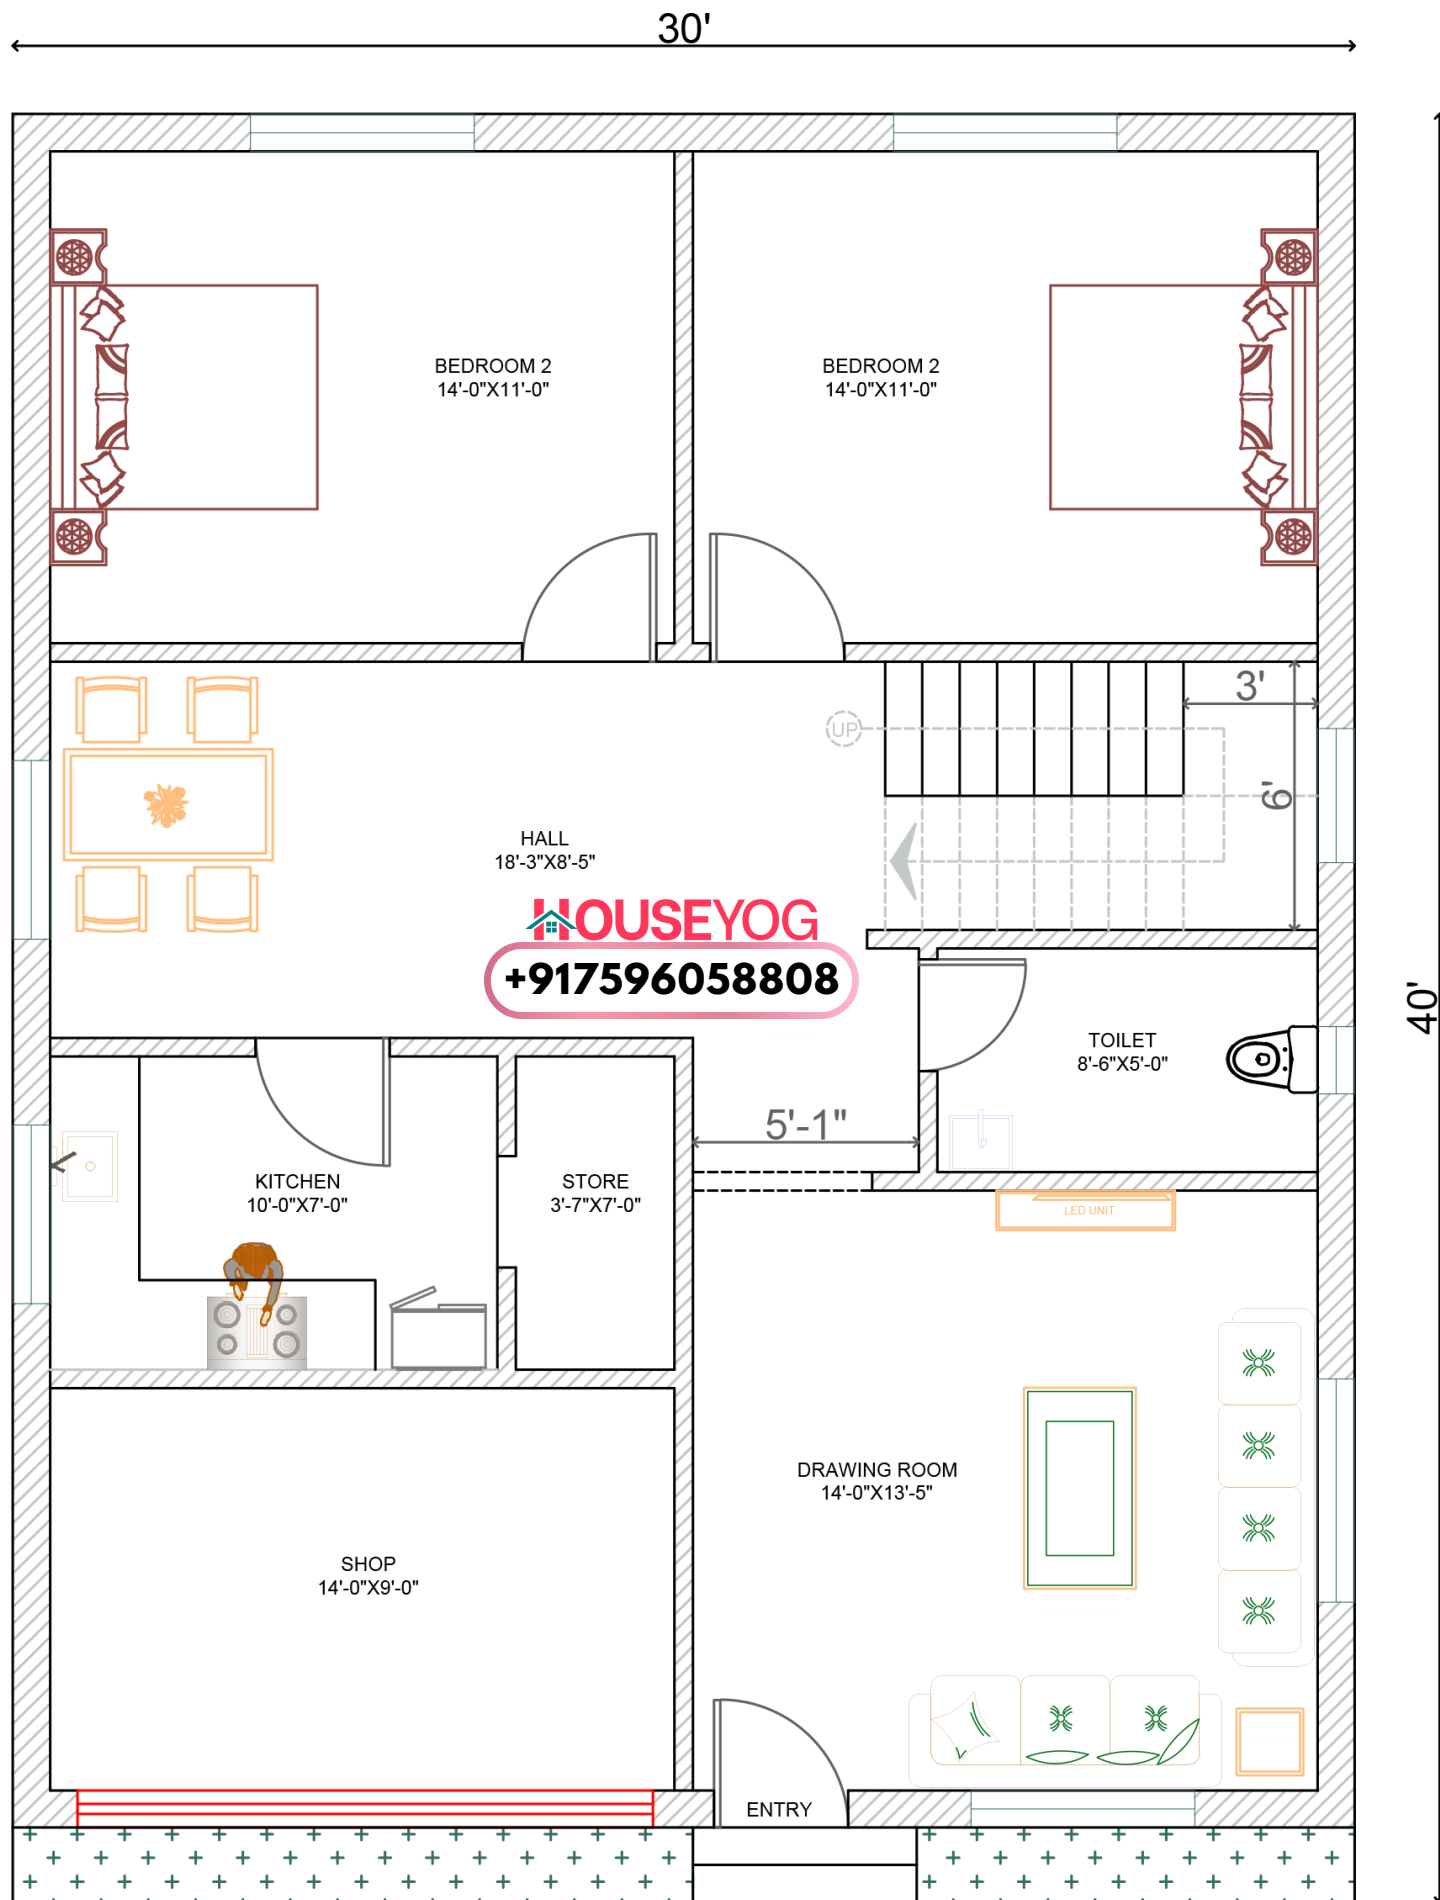 30'
BEDROOM 2
14'-0"X11'-0"
BEDROOM 2
14'-0"X11'-0"
3'
UP
6'
HALL
18'-3"X8'-5"
HOUSEYOG
+917596058808
40'
TOILET
8'-6"X5'-0"
5'-1"
KITCHEN
10'-0"X7'-0"
STORE
3'-7"X7'-0"
LED UNIT
DRAWING ROOM
14'-0"X13'-5"
SHOP
14'-0"X9'-0"
ENTRY